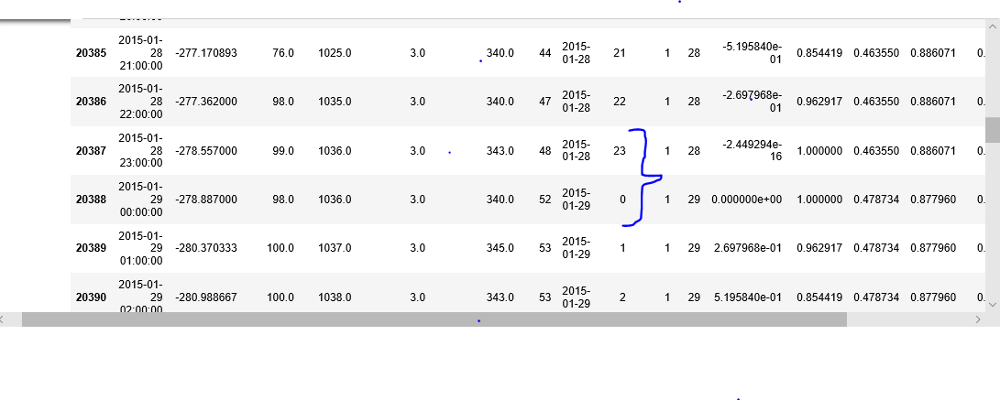 20385 2015-01-28 21:00:00 -277.170893 76.0 1025.0 3.0 340.0 44 2015-01-28 21 1 28 -5.195840e-01 0.854419 0.463550 0.886071 0.
20386 2015-01-28 22:00:00 -277.362000 98.0 1035.0 3.0 340.0 47 2015-01-28 22 1 28 -2.697968e-01 0.962917 0.463550 0.886071 0.
20387 2015-01-28 23:00:00 -278.557000 99.0 1036.0 3.0 343.0 48 2015-01-28 23 1 28 -2.449294e-16 1.000000 0.463550 0.886071 0.
20388 2015-01-29 00:00:00 -278.887000 98.0 1036.0 3.0 340.0 52 2015-01-29 0 1 29 0.000000e+00 1.000000 0.478734 0.877960 0.
20389 2015-01-29 01:00:00 -280.370333 100.0 1037.0 3.0 345.0 53 2015-01-29 1 1 29 2.697968e-01 0.962917 0.478734 0.877960 0.
20390 2015-01-29 02:00:00 -280.988667 100.0 1038.0 3.0 343.0 53 2015-01-29 2 1 29 5.195840e-01 0.854419 0.478734 0.877960 0.